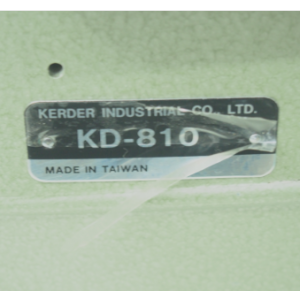 KERDER INDUSTRIAL CO., LTD.
KD-810
MADE IN TAIWAN